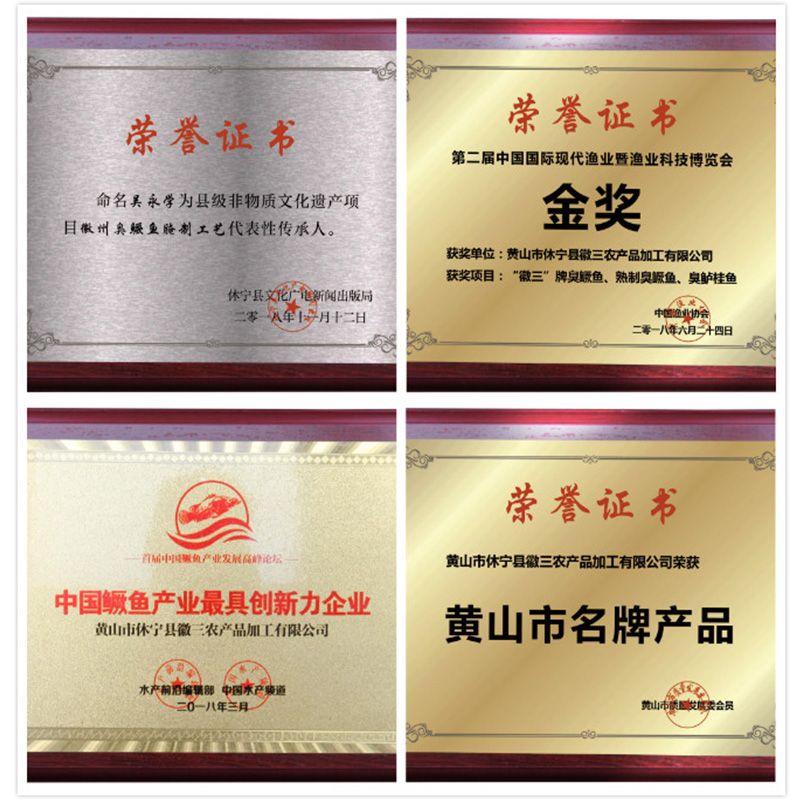 荣誉证书
命名吴永学为县级非物质文化遗产项
目徽州臭鳜鱼腌制工艺代表性传承人。
休宁县文化广电新闻出版局
二零一八年十一月十二日
荣誉证书
第二届中国国际现代渔业暨渔业科技博览会
金奖
获奖单位：黄山市休宁县徽三农产品加工有限公司
获奖项目：“徽三”牌臭鳜鱼、熟制臭鳜鱼、臭鲈桂鱼
中国渔业协会
二零一八年六月二十四日
首届中国鳜鱼产业发展高峰论坛
中国鳜鱼产业最具创新力企业
黄山市休宁县徽三农产品加工有限公司
水产前沿编辑部 中国水产频道
二〇一八年三月
荣誉证书
黄山市休宁县徽三农产品加工有限公司荣获
黄山市名牌产品
黄山市质量发展委会员